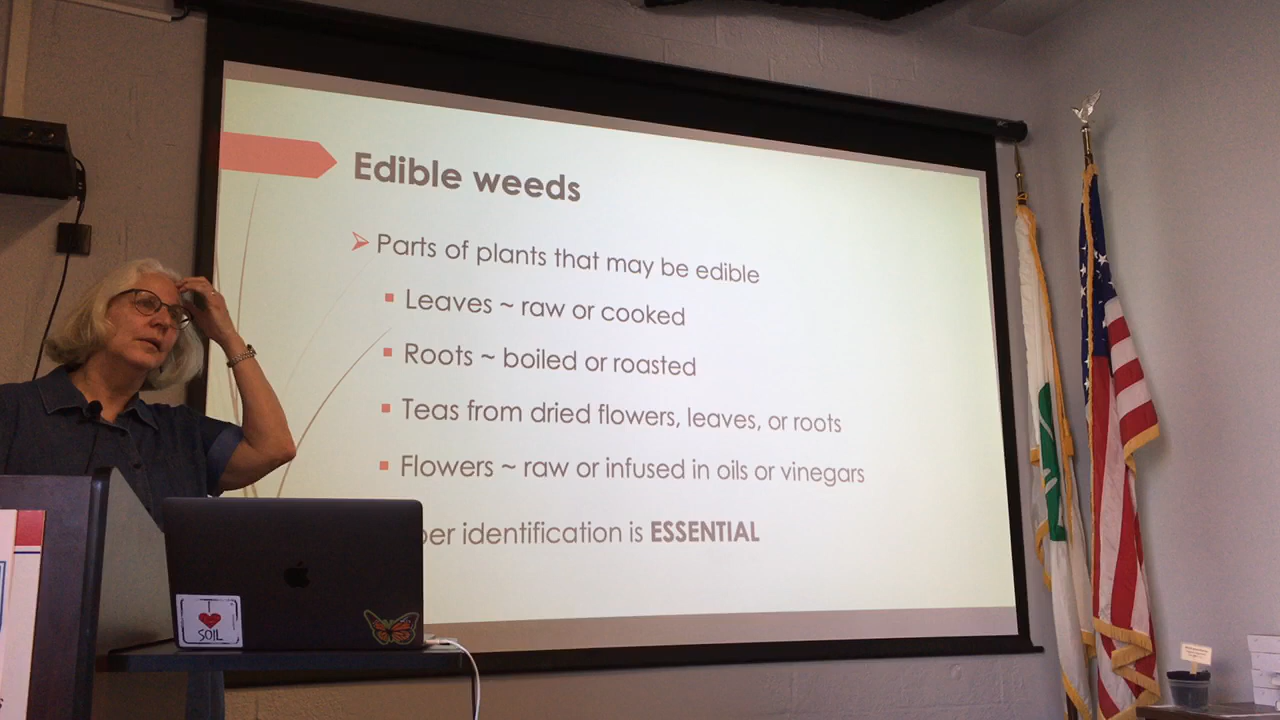 Edible weeds
Parts of plants that may be edible
Leaves ~ raw or cooked
Roots ~ boiled or roasted
Teas from dried flowers, leaves, or roots
Flowers ~ raw or infused in oils or vinegars
identification is ESSENTIAL
I
SOIL